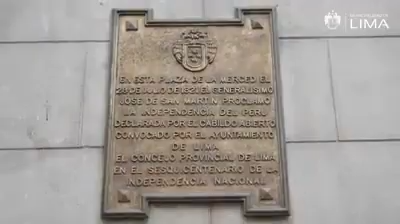 MUNICIPALIDAD DE
LIMA
EN ESTA PLAZA DE LA MERCED EL
28 DE JULIO DE 1821, EL GENERALISIMO
JOSE DE SAN MARTIN PROCLAMO
LA INDEPENDENCIA DEL PERU
DECLARADA POR EL CABILDO ABIERTO
CONVOCADO POR EL AYUNTAMIENTO
DE LIMA
EL CONCEJO PROVINCIAL DE LIMA
EN EL SESQUICENTENARIO DE LA
INDEPENDENCIA NACIONAL